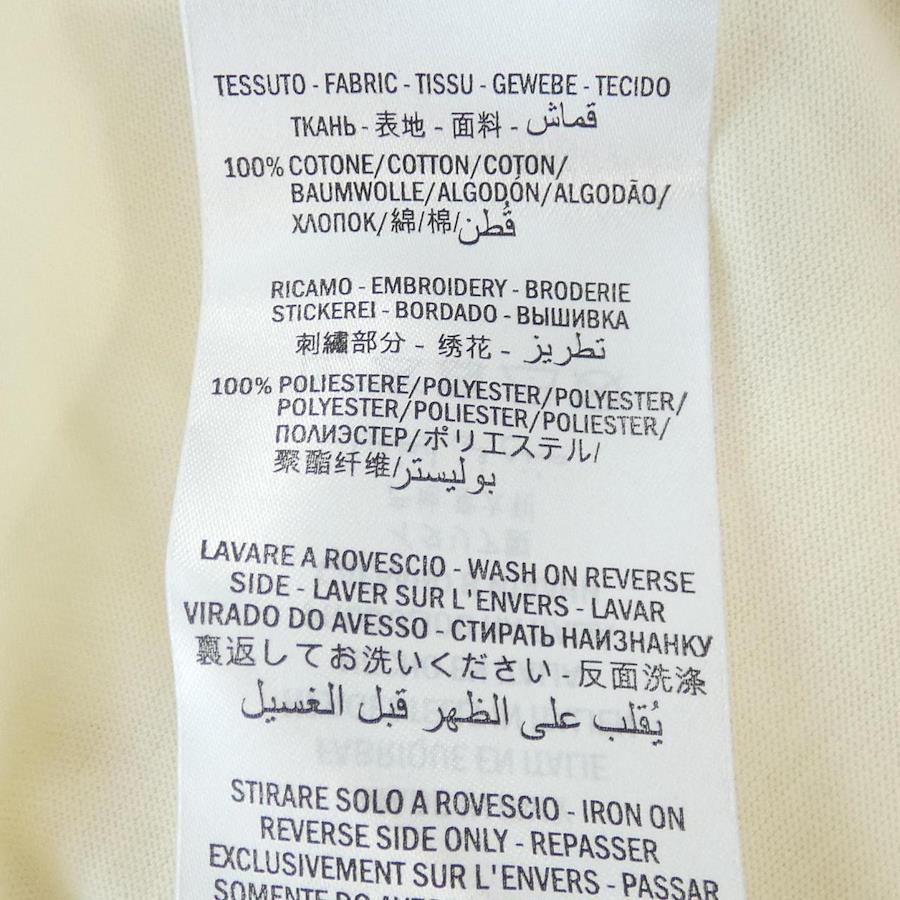 TESSUTO - FABRIC - TISSU - GEWEBE - TECIDO
ТКАНЬ - 表地 - 面料 - قماش
100% COTONE/COTTON/COTON/
BAUMWOLLE/ALGODÓN/ALGODÃO/
ХЛОПОК/綿/棉/قُطن
RICAMO - EMBROIDERY - BRODERIE
STICKEREI - BORDADO - ВЫШИВКА
刺繍部分 - 绣花 - تطريز
100% POLIESTERE/POLYESTER/POLYESTER/
POLYESTER/POLIESTER/POLIESTER/
ПОЛИЭСТЕР/ポリエステル/
聚酯纤维/بوليستر
LAVARE A ROVESCIO - WASH ON REVERSE
SIDE - LAVER SUR L'ENVERS - LAVAR
VIRADO DO AVESSO - СТИРАТЬ НАИЗНАНКУ
裏返してお洗いください - 反面洗涤
يُقلب على الظهر قبل الغسيل
STIRARE SOLO A ROVESCIO - IRON ON
REVERSE SIDE ONLY - REPASSER
EXCLUSIVEMENT SUR L'ENVERS - PASSAR
SOMENTE DO